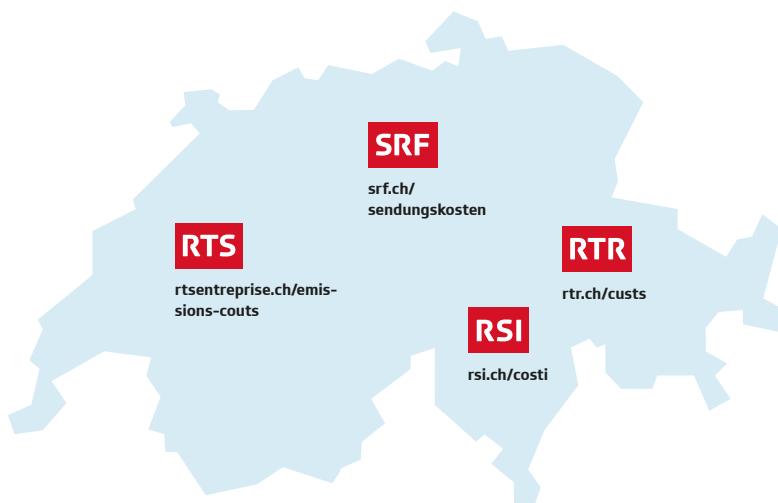 SRF
srf.ch/
sendungskosten
RTS
rtsentreprise.ch/emis-
sions-couts
RTR
rtr.ch/custs
RSI
rsi.ch/costi